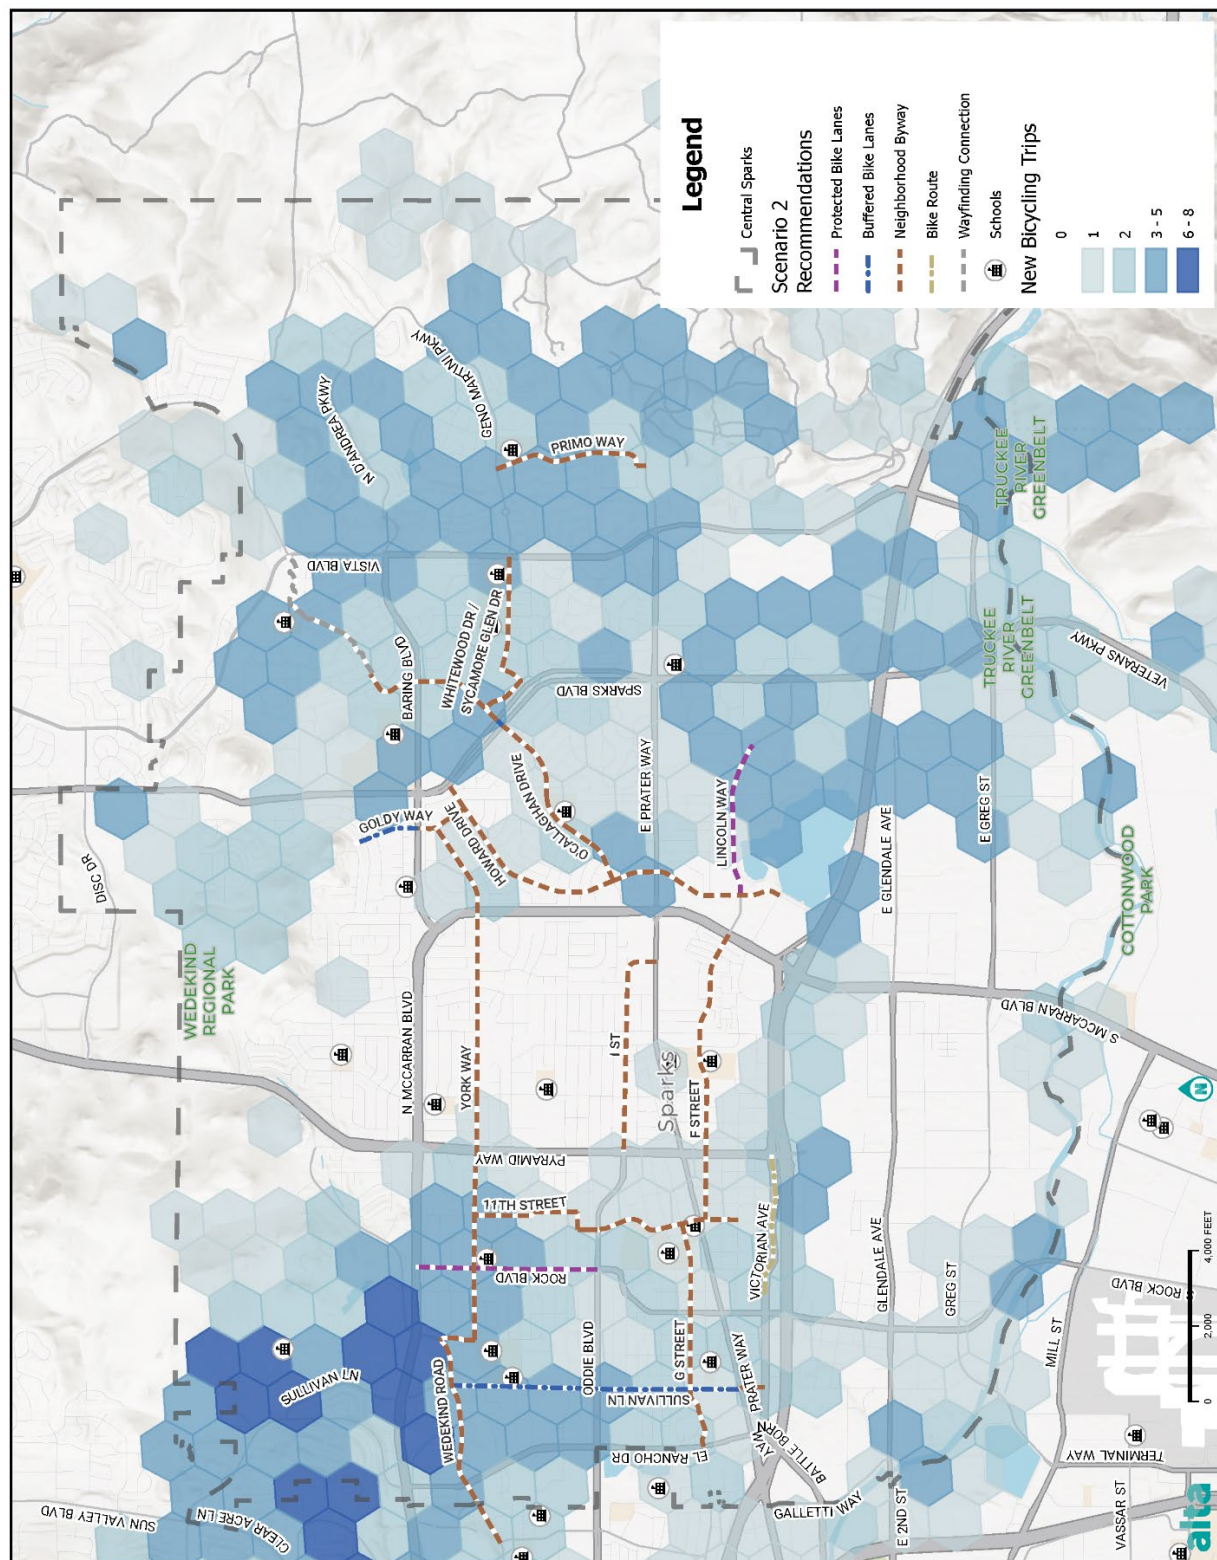 Legend
Central Sparks
Scenario 2
Recommendations
Protected Bike Lanes
Buffered Bike Lanes
Neighborhood Byway
Bike Route
Wayfinding Connection
Schools
New Bicycling Trips
0
1
2
3 - 5
6 - 8
DISC DR
WEDEKIND
REGIONAL
PARK
N D'ANDREA PKWY
GENO MARTINI PKWY
PRIMO WAY
VISTA BLVD
BARING BLVD
WHITEWOOD DR /
SYCAMORE GLEN DR
SPARKS BLVD
GOLDY WAY
HOWARD DRIVE
O'CALLAGHAN DRIVE
E PRATER WAY
LINCOLN WAY
E GLENDALE AVE
E GREG ST
TRUCKEE
RIVER
GREENBELT
TRUCKEE
RIVER
GREENBELT
VETERANS PKWY
COTTONWOOD
PARK
N MCCARRAN BLVD
YORK WAY
I ST
Sparks
F STREET
S MCCARRAN BLVD
PYRAMID WAY
11TH STREET
ROCK BLVD
VICTORIAN AVE
GLENDALE AVE
GREG ST
MILL ST
ROCK BLVD
SULLIVAN LN
WEDEKIND ROAD
ODDIE BLVD
G STREET
SULLIVAN LN
PRATER WAY
EL RANCHO DR
BATTLE BORN
WAY
GALLETTI WAY
E 2ND ST
SUN VALLEY BLVD
CLEAR ACRE LN
TERMINAL WAY
VASSAR ST
N
0
2,000
4,000 FEET
alta